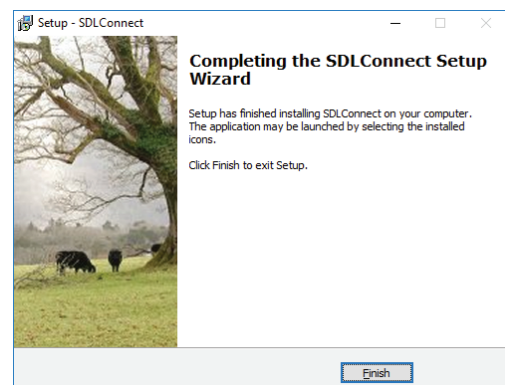 Setup - SDLConnect
Completing the SDLConnect Setup
Wizard
Setup has finished installing SDLConnect on your computer.
The application may be launched by selecting the installed
icons.
Click Finish to exit Setup.
Finish